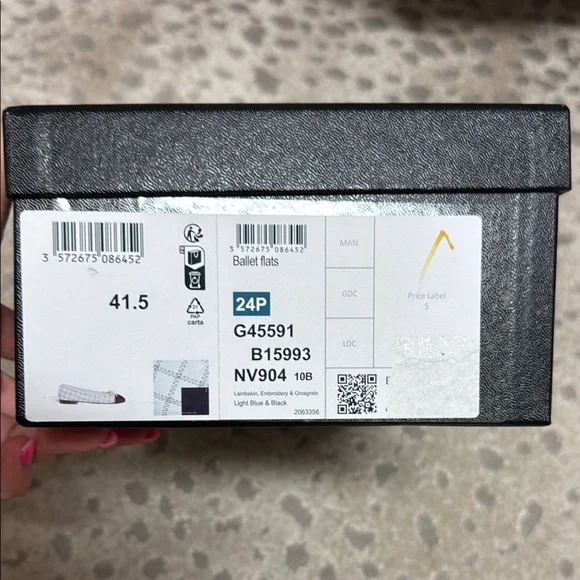 3 572675 086452
41.5
PAP
carta
3 572675 086452
Ballet flats
24P
G45591
B15993
NV904 10B
Lambskin, Embroidery & Grosgrain
Light Blue & Black
2063356
MAN.
GDC
LDC
Price Label
$